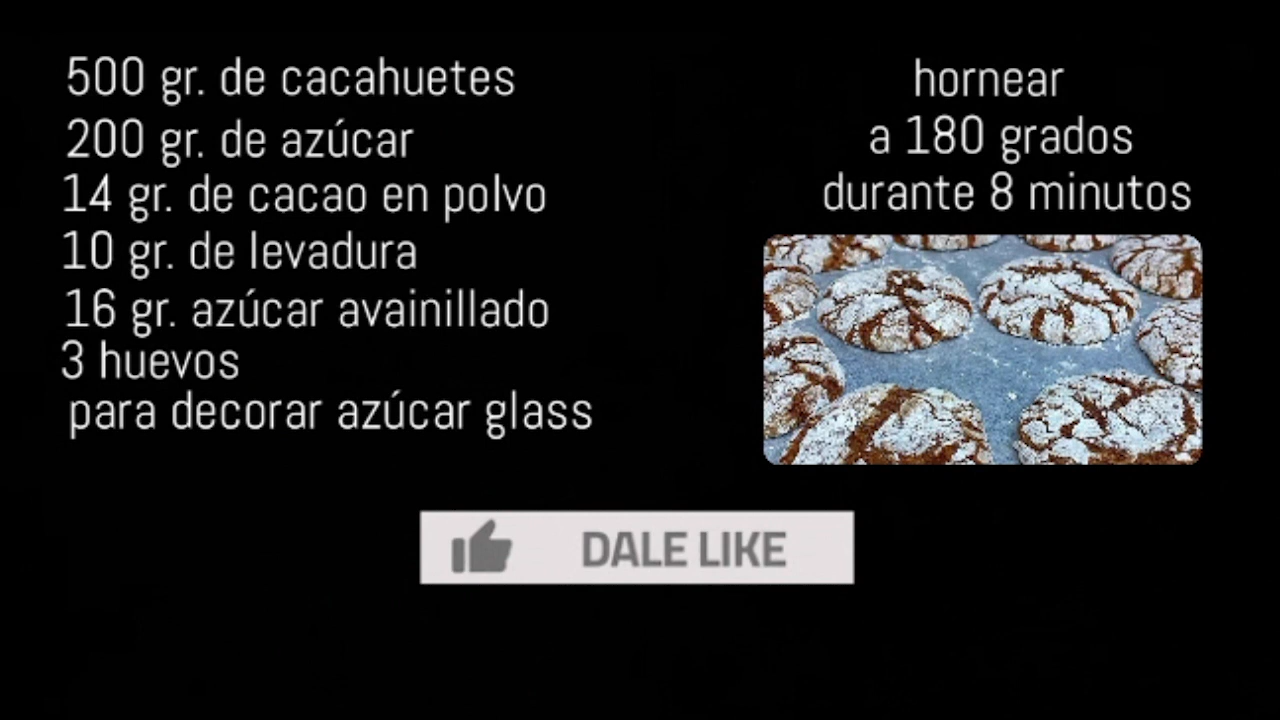 500 gr. de cacahuetes
200 gr. de azúcar
14 gr. de cacao en polvo
10 gr. de levadura
16 gr. azúcar avainillado
3 huevos
para decorar azúcar glass
hornear
a 180 grados
durante 8 minutos
DALE LIKE